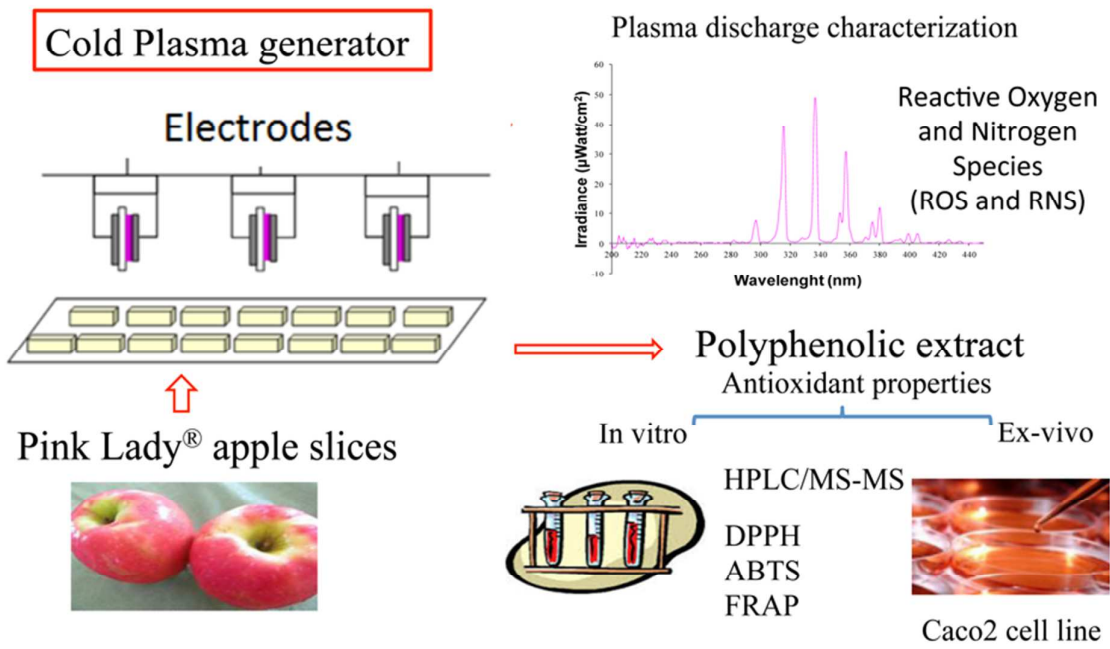 Cold Plasma generator
Electrodes
Pink Lady® apple slices
Plasma discharge characterization
Irradiance (µWatt/cm²)
60
50
40
30
20
10
0
-10
200 220 240 260 280 300 320 340 360 380 400 420 440
Wavelenght (nm)
Reactive Oxygen
and Nitrogen
Species
(ROS and RNS)
Polyphenolic extract
Antioxidant properties
In vitro
Ex-vivo
HPLC/MS-MS
DPPH
ABTS
FRAP
Caco2 cell line